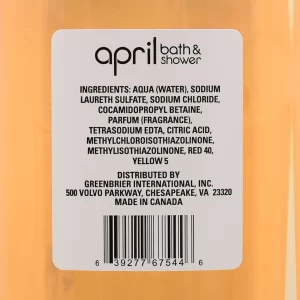 april bath & shower
INGREDIENTS: AQUA (WATER), SODIUM
LAURETH SULFATE, SODIUM CHLORIDE,
COCAMIDOPROPYL BETAINE,
PARFUM (FRAGRANCE),
TETRASODIUM EDTA, CITRIC ACID,
METHYLCHLOROISOTHIAZOLINONE,
METHYLISOTHIAZOLINONE, RED 40,
YELLOW 5
DISTRIBUTED BY
GREENBRIER INTERNATIONAL, INC.
500 VOLVO PARKWAY, CHESAPEAKE, VA 23320
MADE IN CANADA
6 39277 67544 6